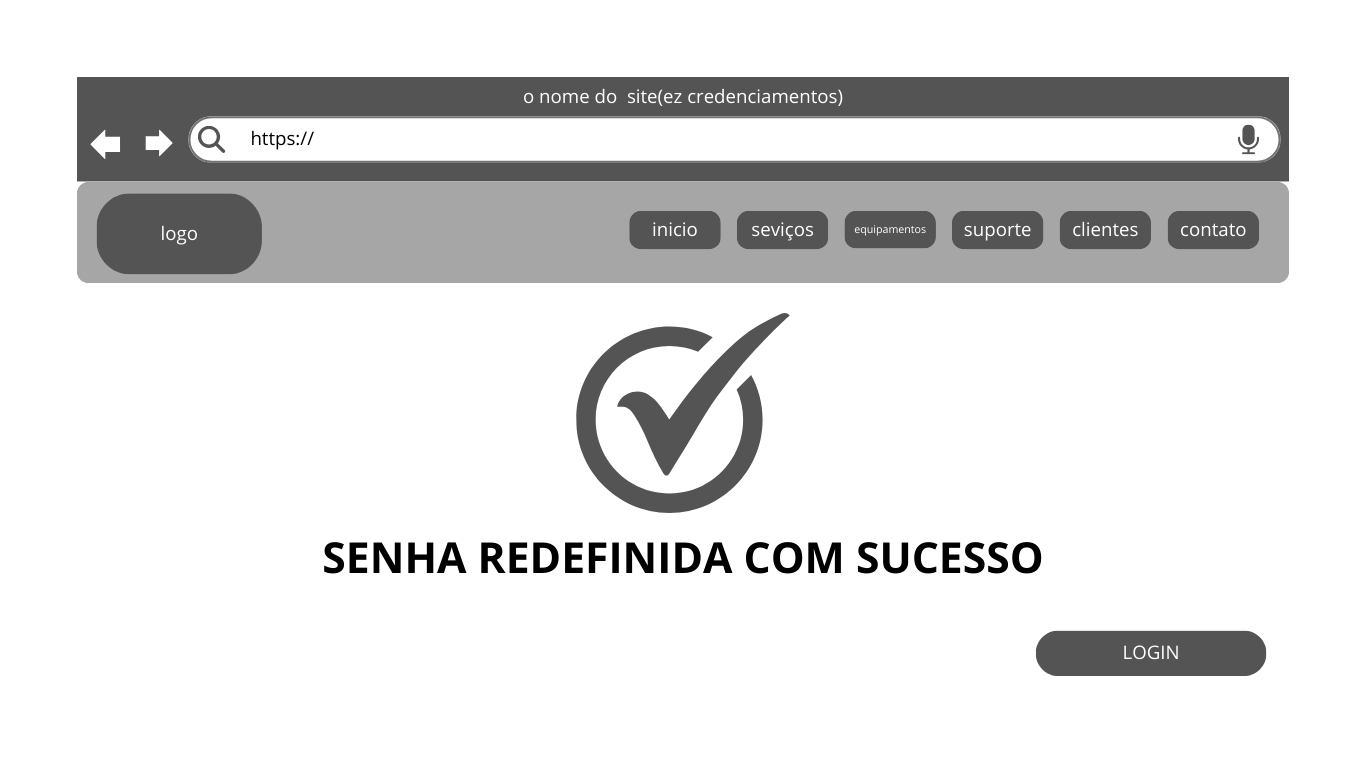 o nome do  site(ez credenciamentos)
https://
logo
inicio
seviços
equipamentos
suporte
clientes
contato
SENHA REDEFINIDA COM SUCESSO
LOGIN